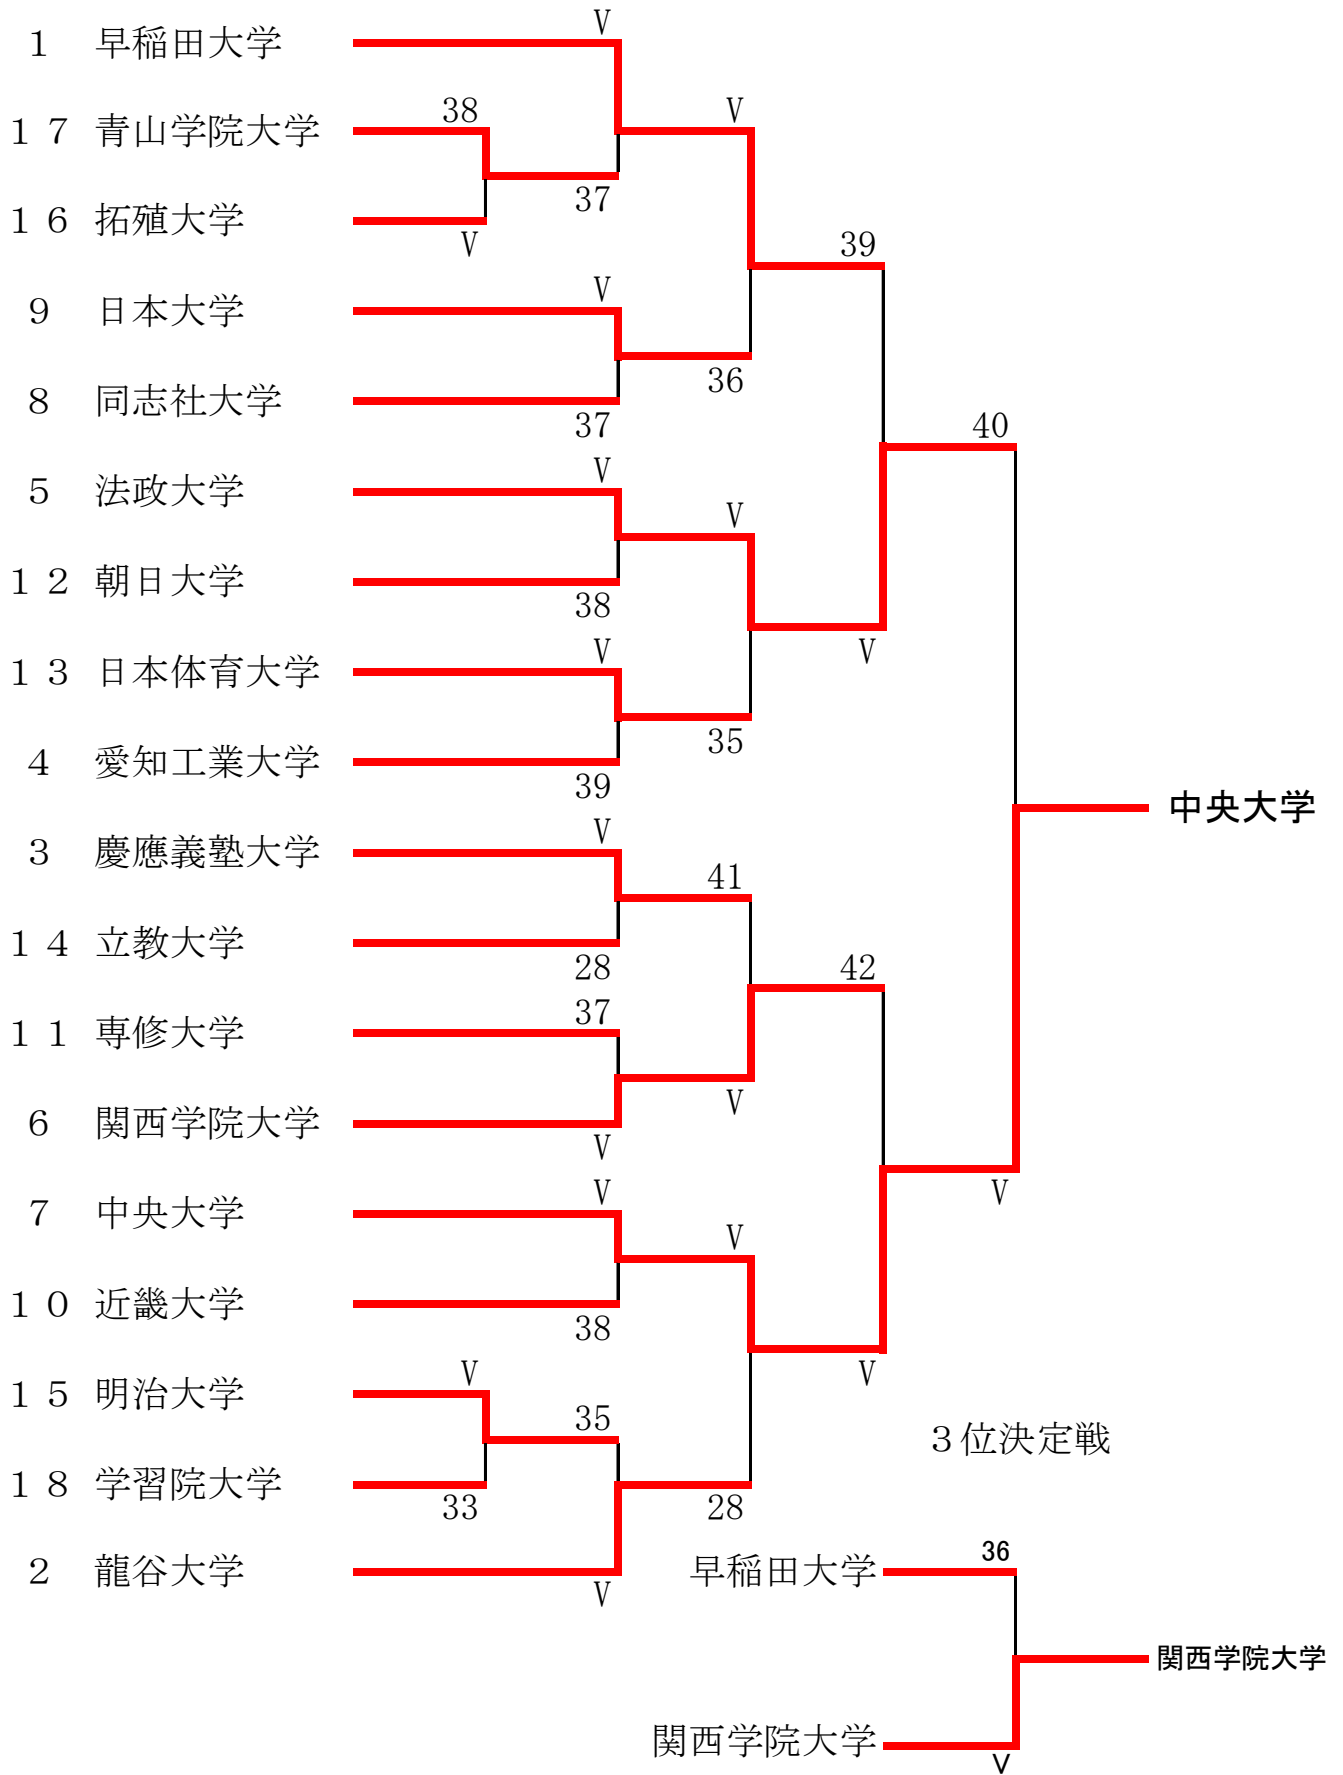 V
1 早稲田大学
38
V
17 青山学院大学
37
16 拓殖大学
V
39
V
9 日本大学
36
8 同志社大学
37
40
V
5 法政大学
V
12 朝日大学
38
V
V
13 日本体育大学
35
4 愛知工業大学
39
中央大学
V
3 慶應義塾大学
41
14 立教大学
28
42
37
11 専修大学
V
6 関西学院大学
V
V
V
7 中央大学
V
10 近畿大学
38
V
V
15 明治大学
35
3位決定戦
18 学習院大学
33
28
36
2 龍谷大学
早稲田大学
V
関西学院大学
関西学院大学
V